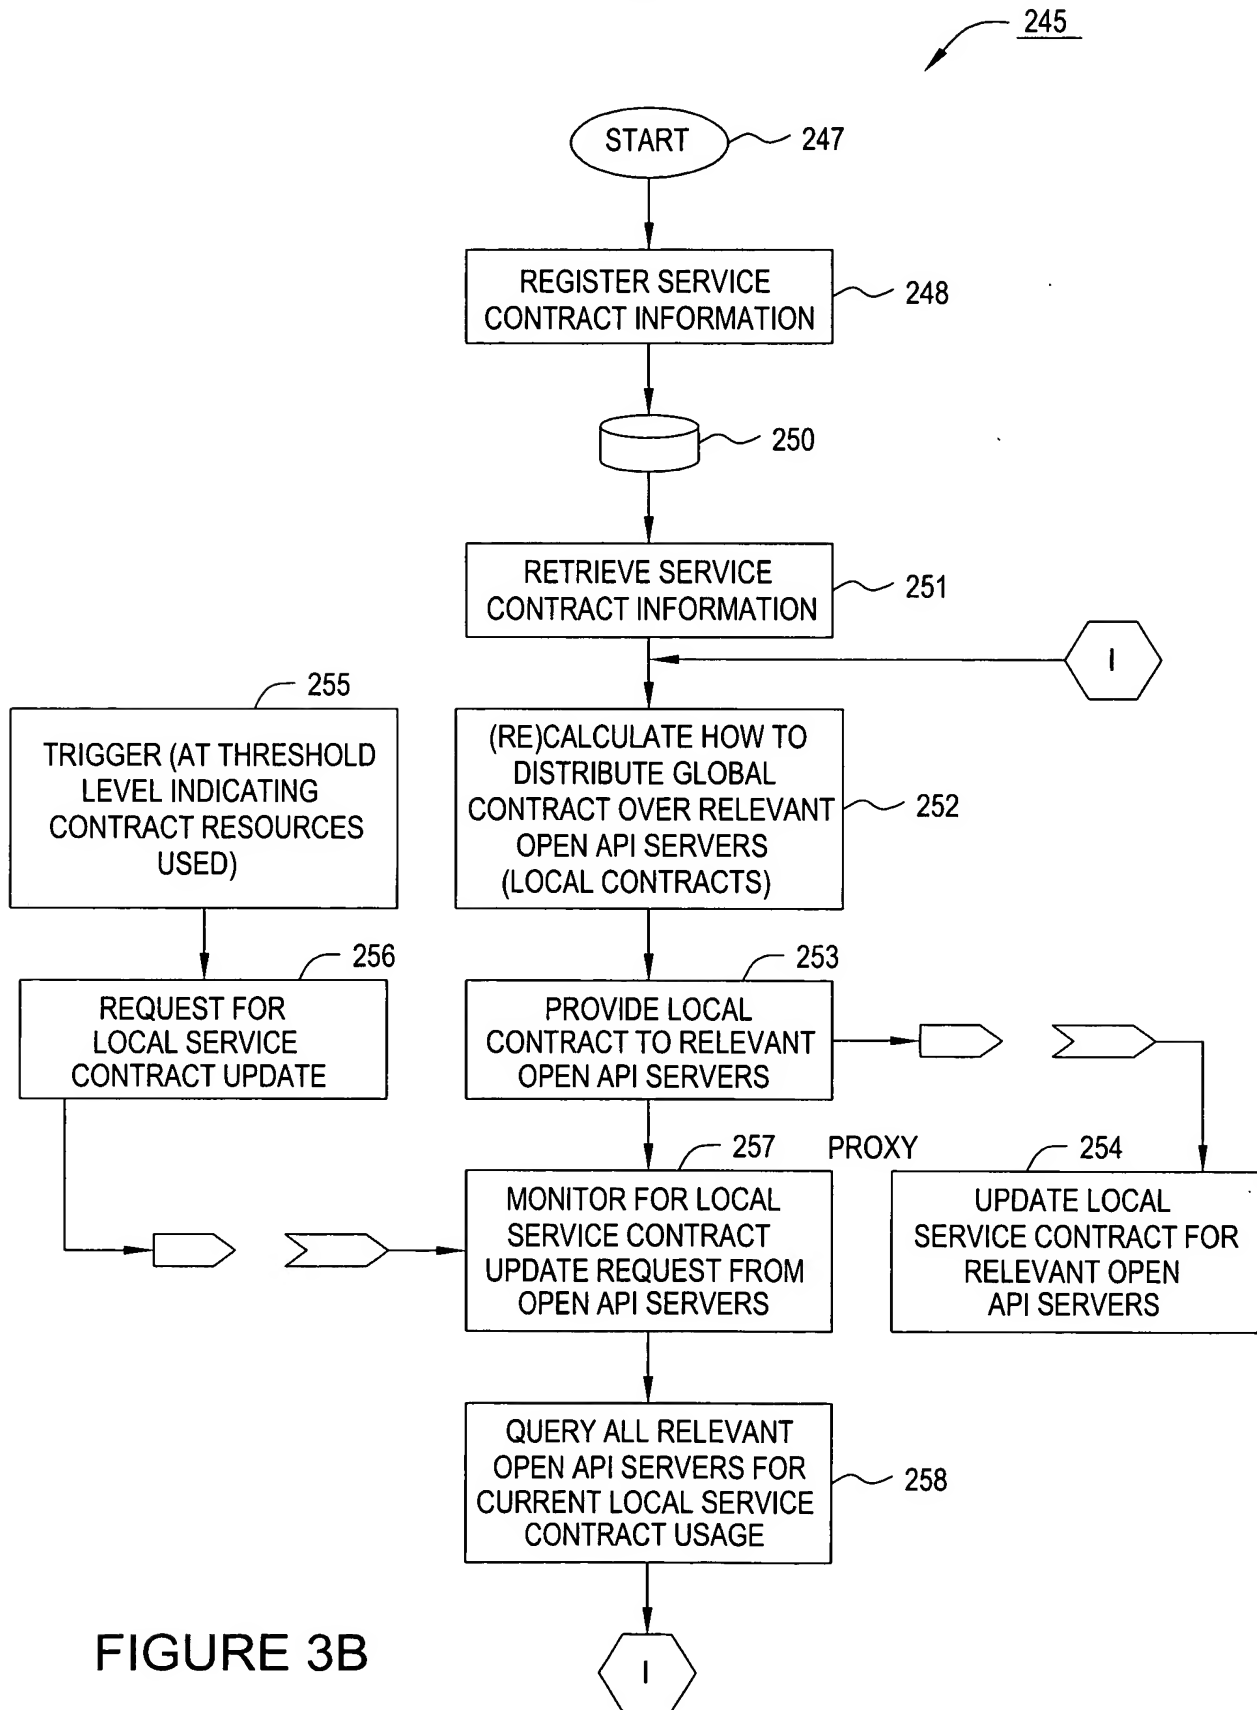 245
START
247
REGISTER SERVICE
CONTRACT INFORMATION
248
250
RETRIEVE SERVICE
CONTRACT INFORMATION
251
I
255
TRIGGER (AT THRESHOLD
LEVEL INDICATING
CONTRACT RESOURCES
USED)
(RE)CALCULATE HOW TO
DISTRIBUTE GLOBAL
CONTRACT OVER RELEVANT
OPEN API SERVERS
(LOCAL CONTRACTS)
252
256
REQUEST FOR
LOCAL SERVICE
CONTRACT UPDATE
253
PROVIDE LOCAL
CONTRACT TO RELEVANT
OPEN API SERVERS
257
PROXY
254
MONITOR FOR LOCAL
SERVICE CONTRACT
UPDATE REQUEST FROM
OPEN API SERVERS
UPDATE LOCAL
SERVICE CONTRACT FOR
RELEVANT OPEN
API SERVERS
QUERY ALL RELEVANT
OPEN API SERVERS FOR
CURRENT LOCAL SERVICE
CONTRACT USAGE
258
I
FIGURE 3B